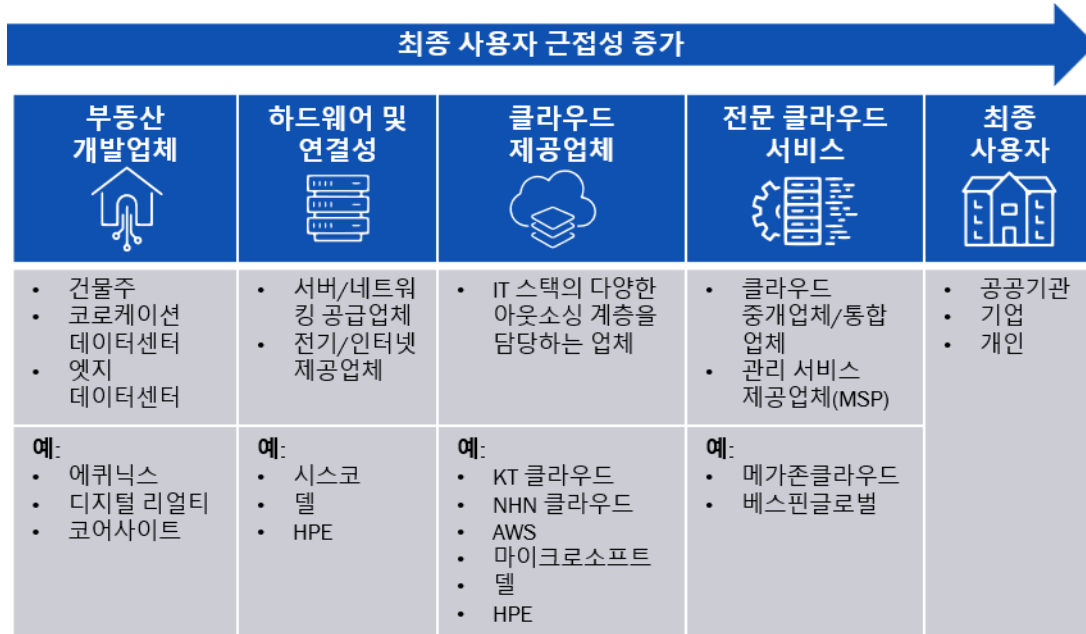 최종 사용자 근접성 증가
부동산
개발업체
하드웨어 및
연결성
클라우드
제공업체
전문 클라우드
서비스
최종
사용자
• 건물주
• 코로케이션
데이터센터
• 엣지
데이터센터
• 서버/네트워
킹 공급업체
• 전기/인터넷
제공업체
• IT 스택의 다양한
아웃소싱 계층을
담당하는 업체
• 클라우드
중개업체/통합
업체
• 관리 서비스
제공업체(MSP)
• 공공기관
• 기업
• 개인
예:
• 에퀴닉스
• 디지털 리얼티
• 코어사이트
예:
• 시스코
• 델
• HPE
예:
• KT 클라우드
• NHN 클라우드
• AWS
• 마이크로소프트
• 델
• HPE
예:
• 메가존클라우드
• 베스핀글로벌